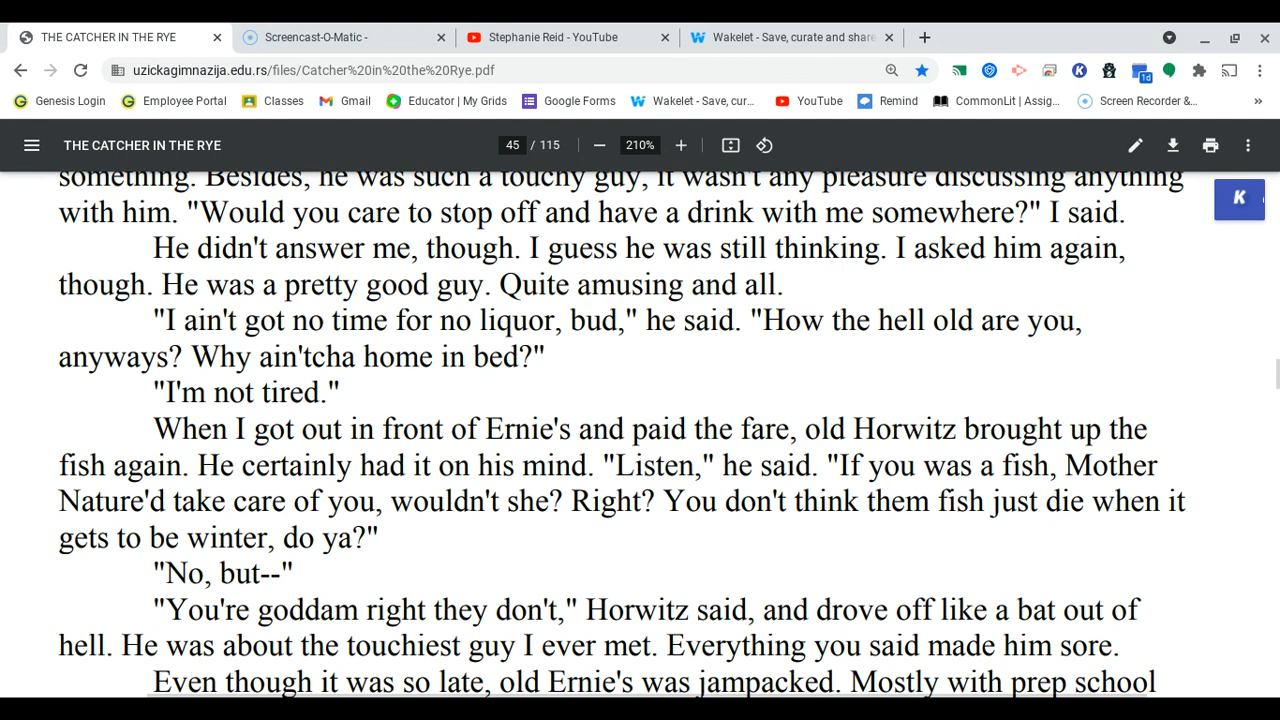 THE CATCHER IN THE RYE
Screencast-O-Matic -
Stephanie Reid - YouTube
Wakelet - Save, curate and share
uzickagimnazija.edu.rs/files/Catcher%20in%20the%20Rye.pdf
1d
Genesis Login
Employee Portal
Classes
Gmail
Educator | My Grids
Google Forms
Wakelet - Save, cur...
YouTube
Remind
CommonLit | Assig...
Screen Recorder &...
»
THE CATCHER IN THE RYE
45 / 115
210%
K
something. Besides, he was such a touchy guy, it wasn't any pleasure discussing anything
with him. "Would you care to stop off and have a drink with me somewhere?" I said.
He didn't answer me, though. I guess he was still thinking. I asked him again,
though. He was a pretty good guy. Quite amusing and all.
"I ain't got no time for no liquor, bud," he said. "How the hell old are you,
anyways? Why ain'tcha home in bed?"
"I'm not tired."
When I got out in front of Ernie's and paid the fare, old Horwitz brought up the
fish again. He certainly had it on his mind. "Listen," he said. "If you was a fish, Mother
Nature'd take care of you, wouldn't she? Right? You don't think them fish just die when it
gets to be winter, do ya?"
"No, but--"
"You're goddam right they don't," Horwitz said, and drove off like a bat out of
hell. He was about the touchiest guy I ever met. Everything you said made him sore.
Even though it was so late, old Ernie's was jampacked. Mostly with prep school